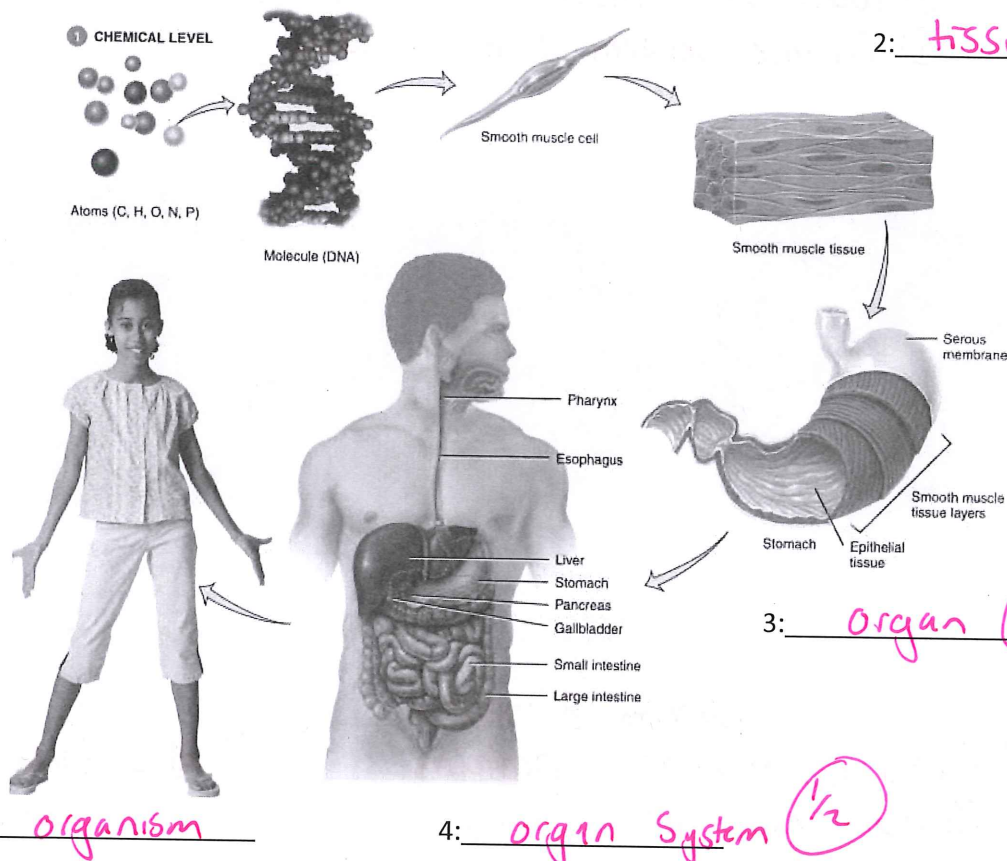 1 CHEMICAL LEVEL
2: tiss
Smooth muscle cell
Atoms (C, H, O, N, P)
Molecule (DNA)
Smooth muscle tissue
Serous
membrane
Pharynx
Esophagus
Smooth muscle
tissue layers
Stomach
Epithelial
tissue
Liver
Stomach
Pancreas
Gallbladder
3: organ
Small intestine
Large intestine
organism
4: organ system
1/2